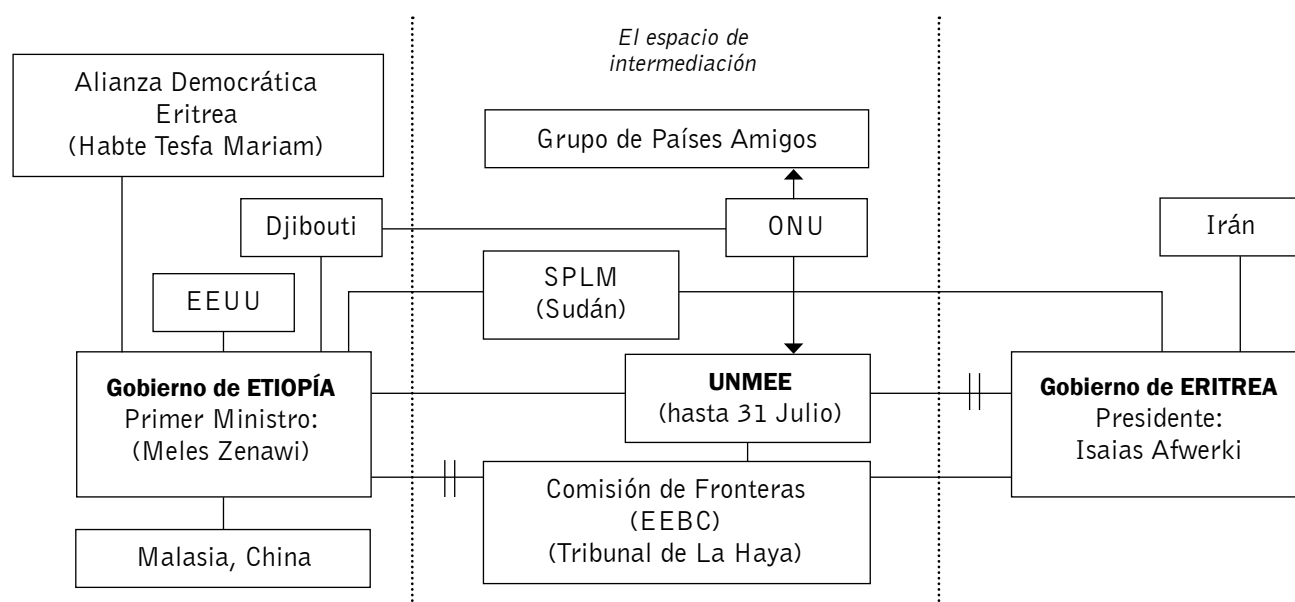 El espacio de
intermediación
Alianza Democrática
Eritrea
(Habte Tesfa Mariam)
Grupo de Países Amigos
Djibouti
ONU
Irán
EEUU
SPLM
(Sudán)
Gobierno de ETIOPÍA
Primer Ministro:
(Meles Zenawi)
UNMEE
(hasta 31 Julio)
Gobierno de ERITREA
Presidente:
Isaias Afwerki
Comisión de Fronteras
(EEBC)
(Tribunal de La Haya)
Malasia, China